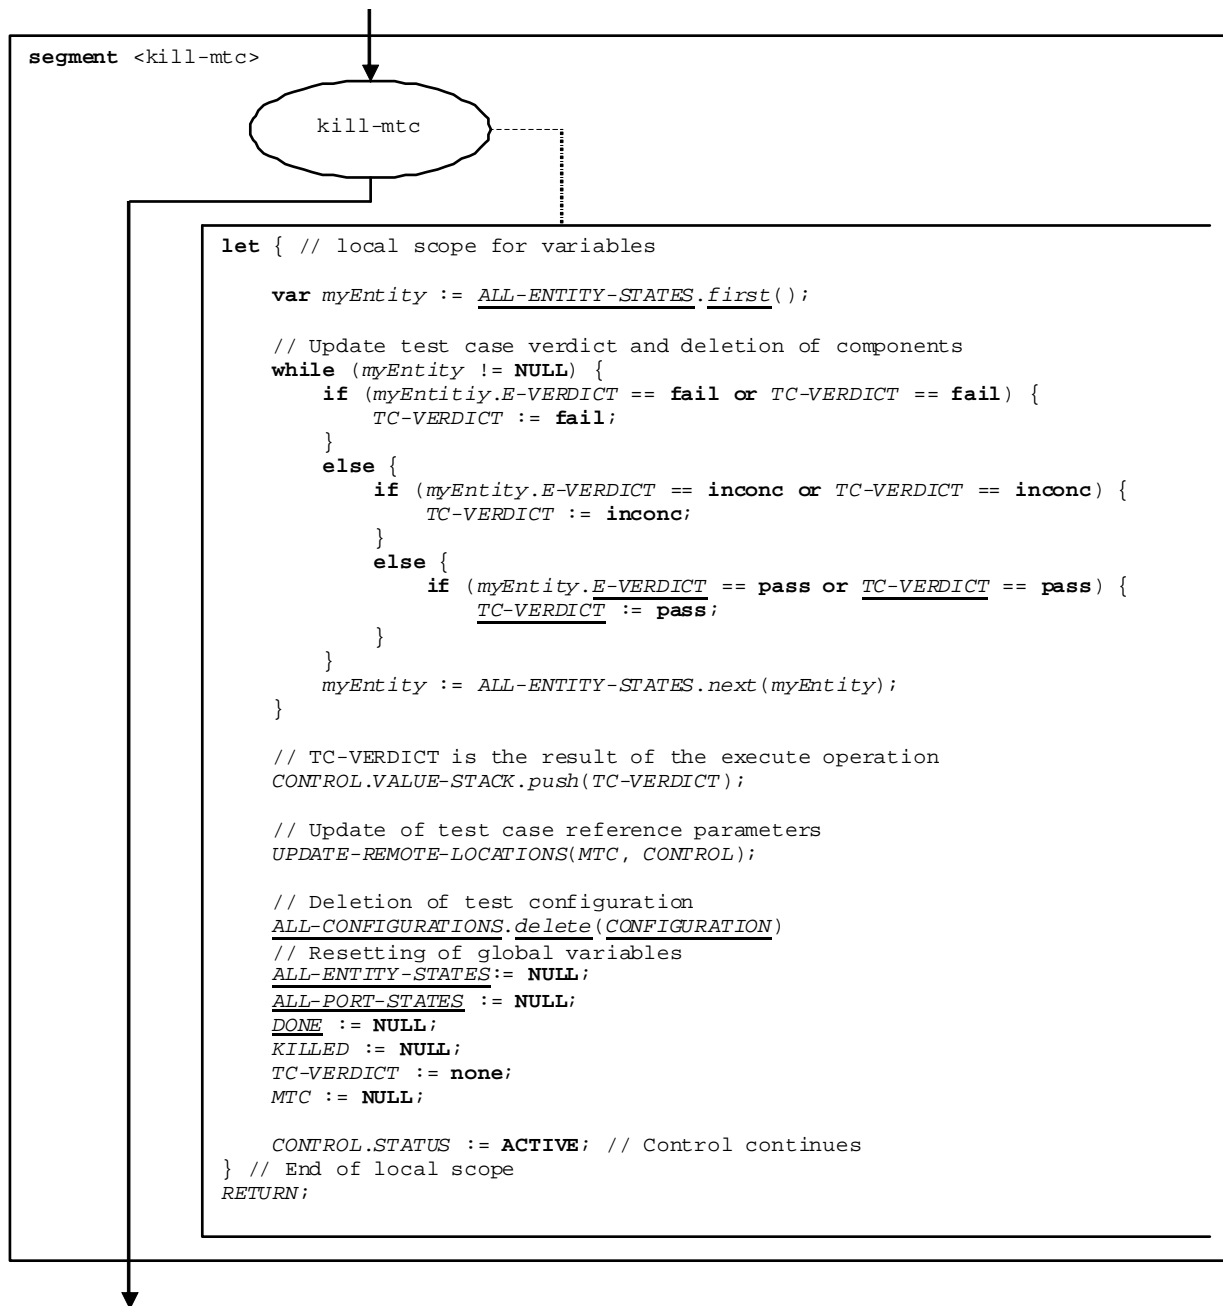 segment <kill-mtc>
kill-mtc
let { // local scope for variables
var myEntity := ALL-ENTITY-STATES.first();
// Update test case verdict and deletion of components
while (myEntity != NULL) {
if (myEntitiy.E-VERDICT == fail or TC-VERDICT == fail) {
TC-VERDICT := fail;
}
else {
if (myEntity.E-VERDICT == inconc or TC-VERDICT == inconc) {
TC-VERDICT := inconc;
}
else {
if (myEntity.E-VERDICT == pass or TC-VERDICT == pass) {
TC-VERDICT := pass;
}
}
myEntity := ALL-ENTITY-STATES.next(myEntity);
}
// TC-VERDICT is the result of the execute operation
CONTROL.VALUE-STACK.push(TC-VERDICT);
// Update of test case reference parameters
UPDATE-REMOTE-LOCATIONS(MTC, CONTROL);
// Deletion of test configuration
ALL-CONFIGURATIONS.delete(CONFIGURATION)
// Resetting of global variables
ALL-ENTITY-STATES:= NULL;
ALL-PORT-STATES := NULL;
DONE := NULL;
KILLED := NULL;
TC-VERDICT := none;
MTC := NULL;
CONTROL.STATUS := ACTIVE; // Control continues
} // End of local scope
RETURN;